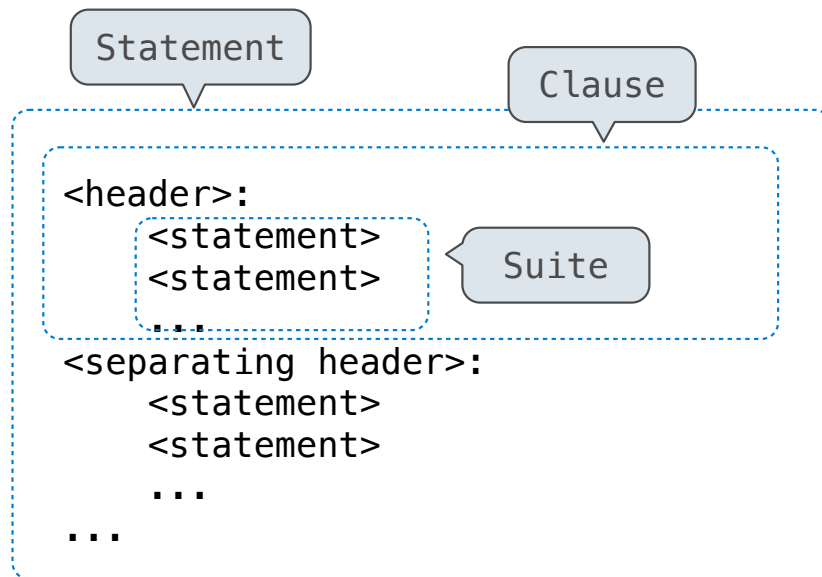 Statement
Clause
<header>:
    <statement>
    <statement>
Suite
    ...
<separating header>:
    <statement>
    <statement>
    ...
...